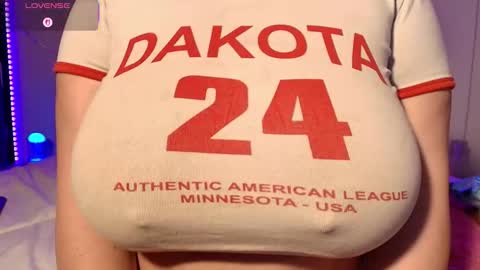 LOVENSE
DAKOTA
24
AUTHENTIC AMERICAN LEAGUE
MINNESOTA - USA